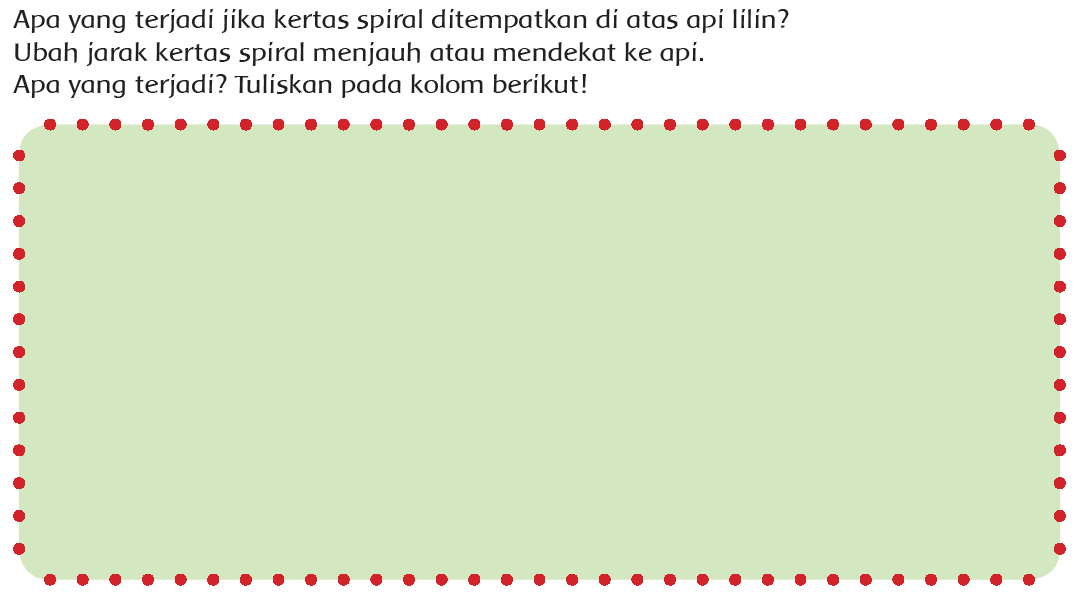 Apa yang terjadi jika kertas spiral ditempatkan di atas api lilin?
Ubah jarak kertas spiral menjauh atau mendekat ke api.
Apa yang terjadi? Tuliskan pada kolom berikut!